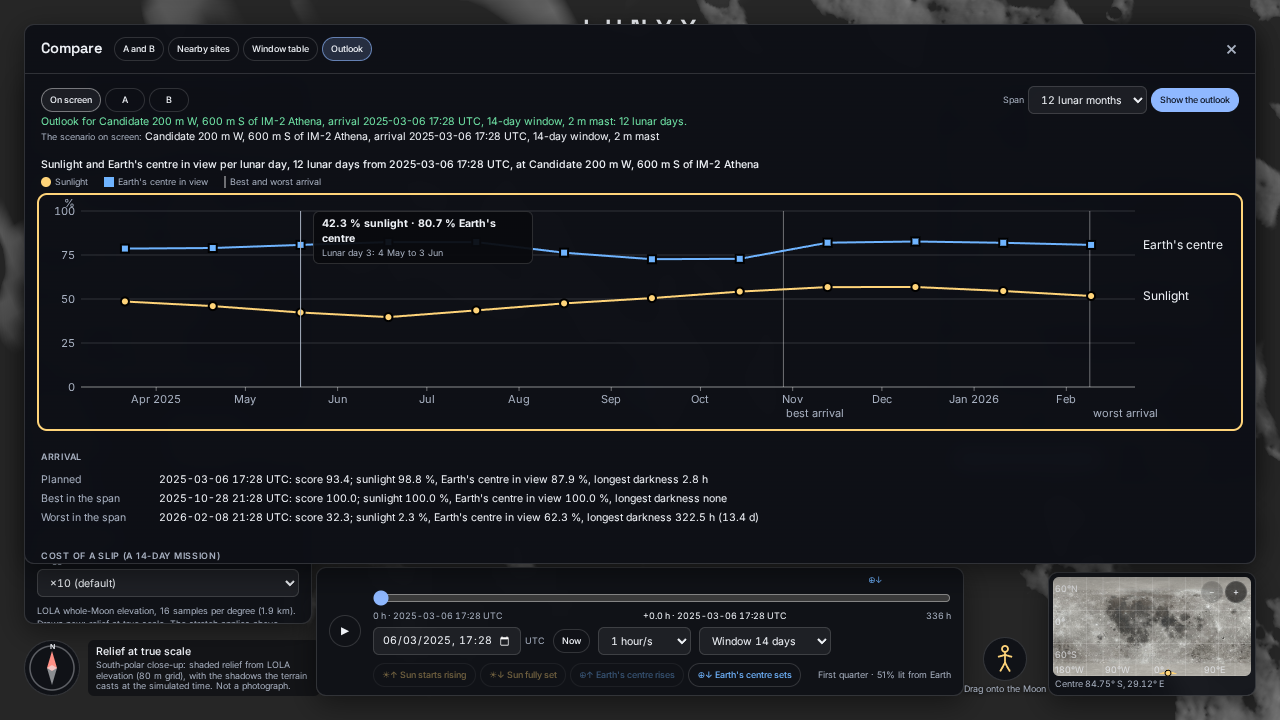 Compare A and B Nearby sites Window table Outlook ✕
On screen A B Span 12 lunar months Show the outlook
Outlook for Candidate 200 m W, 600 m S of IM-2 Athena, arrival 2025-03-06 17:28 UTC, 14-day window, 2 m mast: 12 lunar days.
The scenario on screen: Candidate 200 m W, 600 m S of IM-2 Athena, arrival 2025-03-06 17:28 UTC, 14-day window, 2 m mast
Sunlight and Earth's centre in view per lunar day, 12 lunar days from 2025-03-06 17:28 UTC, at Candidate 200 m W, 600 m S of IM-2 Athena
Sunlight Earth's centre in view Best and worst arrival
%
100
42.3 % sunlight · 80.7 % Earth's
centre
Lunar day 3: 4 May to 3 Jun
Earth's centre
75
50
Sunlight
25
0
Apr 2025 May Jun Jul Aug Sep Oct Nov Dec Jan 2026 Feb
best arrival worst arrival
ARRIVAL
Planned 2025-03-06 17:28 UTC: score 93.4; sunlight 98.8 %, Earth's centre in view 87.9 %, longest darkness 2.8 h
Best in the span 2025-10-28 21:28 UTC: score 100.0; sunlight 100.0 %, Earth's centre in view 100.0 %, longest darkness none
Worst in the span 2026-02-08 21:28 UTC: score 32.3; sunlight 2.3 %, Earth's centre in view 62.3 %, longest darkness 322.5 h (13.4 d)
COST OF A SLIP (A 14-DAY MISSION)
×10 (default)
LOLA whole-Moon elevation, 16 samples per degree (1.9 km).
N
Relief at true scale
South-polar close-up: shaded relief from LOLA
elevation (80 m grid), with the shadows the terrain
casts at the simulated time. Not a photograph.
⊕↓
0 h · 2025-03-06 17:28 UTC +0.0 h · 2025-03-06 17:28 UTC 336 h
▶ 06/03/2025, 17:28 UTC Now 1 hour/s Window 14 days
☀↑ Sun starts rising ☀↓ Sun fully set ⊕↑ Earth's centre rises ⊕↓ Earth's centre sets First quarter · 51% lit from Earth
Drag onto the Moon
60°N − +
0°
60°S
180°W 90°W 0° 90°E
Centre 84.75° S, 29.12° E